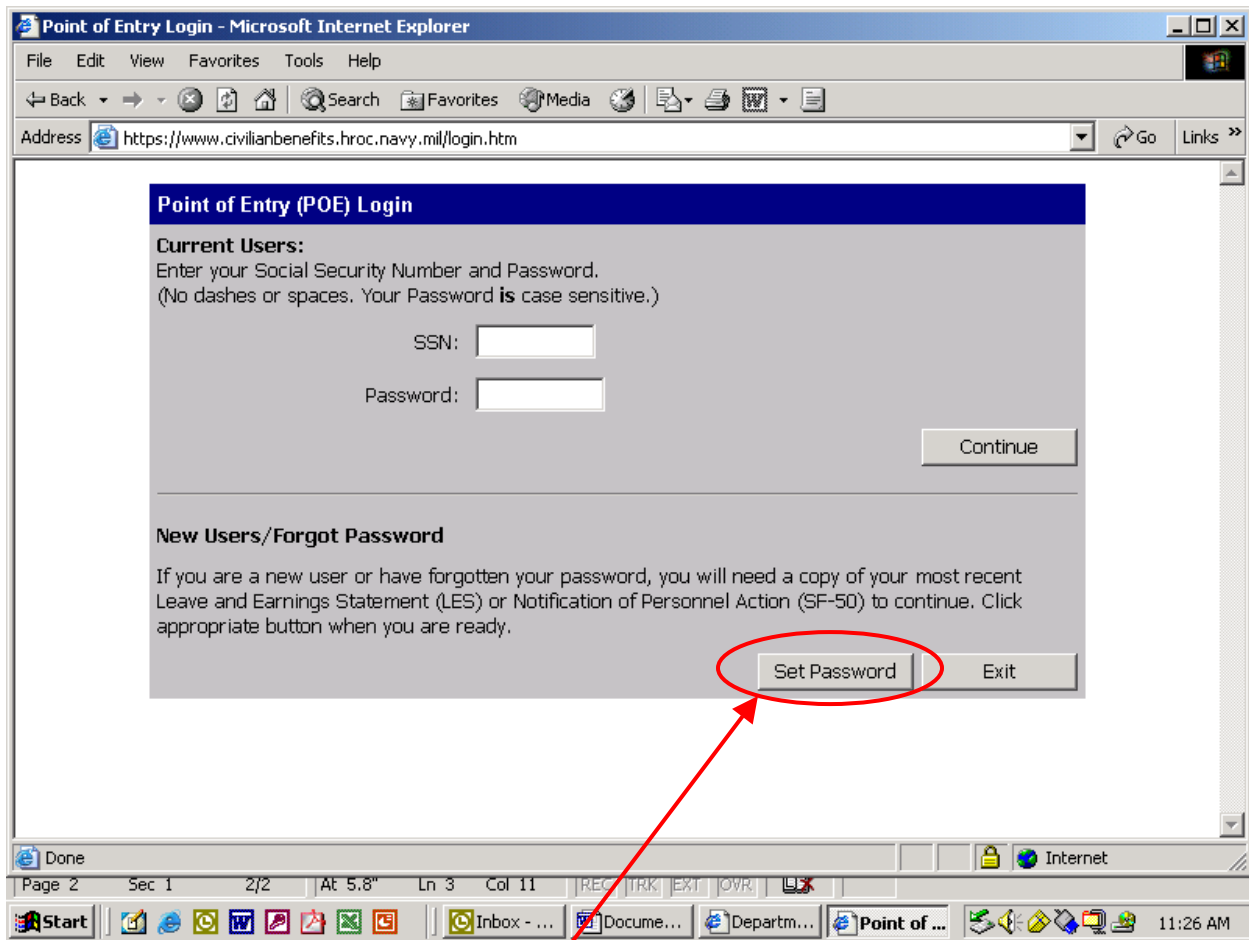 Point of Entry Login - Microsoft Internet Explorer
File Edit View Favorites Tools Help
Back Search Favorites Media
Address https://www.civilianbenefits.hroc.navy.mil/login.htm Go Links »
Point of Entry (POE) Login
Current Users:
Enter your Social Security Number and Password.
(No dashes or spaces. Your Password is case sensitive.)
SSN:
Password:
Continue
New Users/Forgot Password
If you are a new user or have forgotten your password, you will need a copy of your most recent
Leave and Earnings Statement (LES) or Notification of Personnel Action (SF-50) to continue. Click
appropriate button when you are ready.
Set Password Exit
Done Internet
Page 2 Sec 1 2/2 At 5.8" Ln 3 Col 11 REC TRK EXT OVR
Start Inbox - ... Docume... Departm... Point of ... 11:26 AM